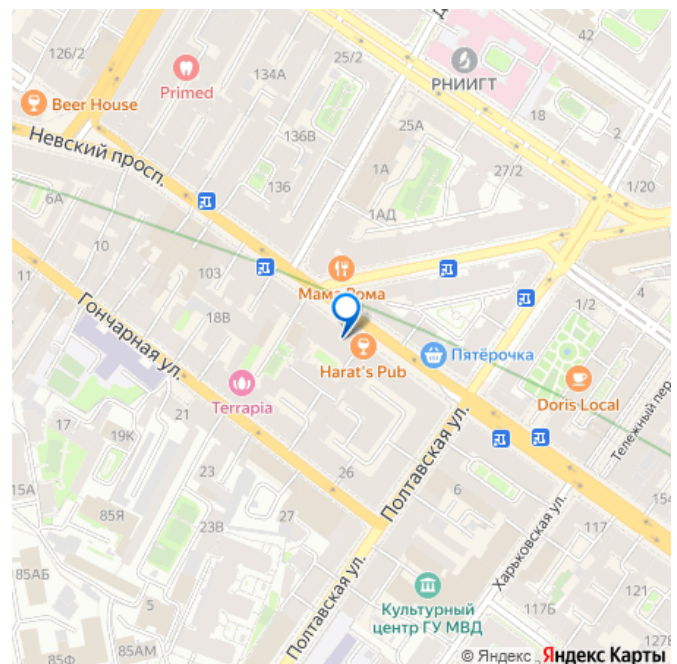 126/2
25/2
42
134А
РНИИГТ
Primed
Beer House
18
2
25А
136В
Невский просп.
27/2
1А
136
1/20
6А
1АД
10
103
11
Мама Рома
1/2
4
18В
Гончарная ул.
Пятёрочка
Harat's Pub
Terrapia
Doris Local
21
17
19К
Тележный пер.
Полтавская ул.
23
26
15А
6
154
85Я
27
23В
117
Харьковская ул.
85АБ
121
5
117Б
Культурный
центр ГУ МВД
Полтавская ул.
127В
85Ф
© Яндекс
Яндекс Карты